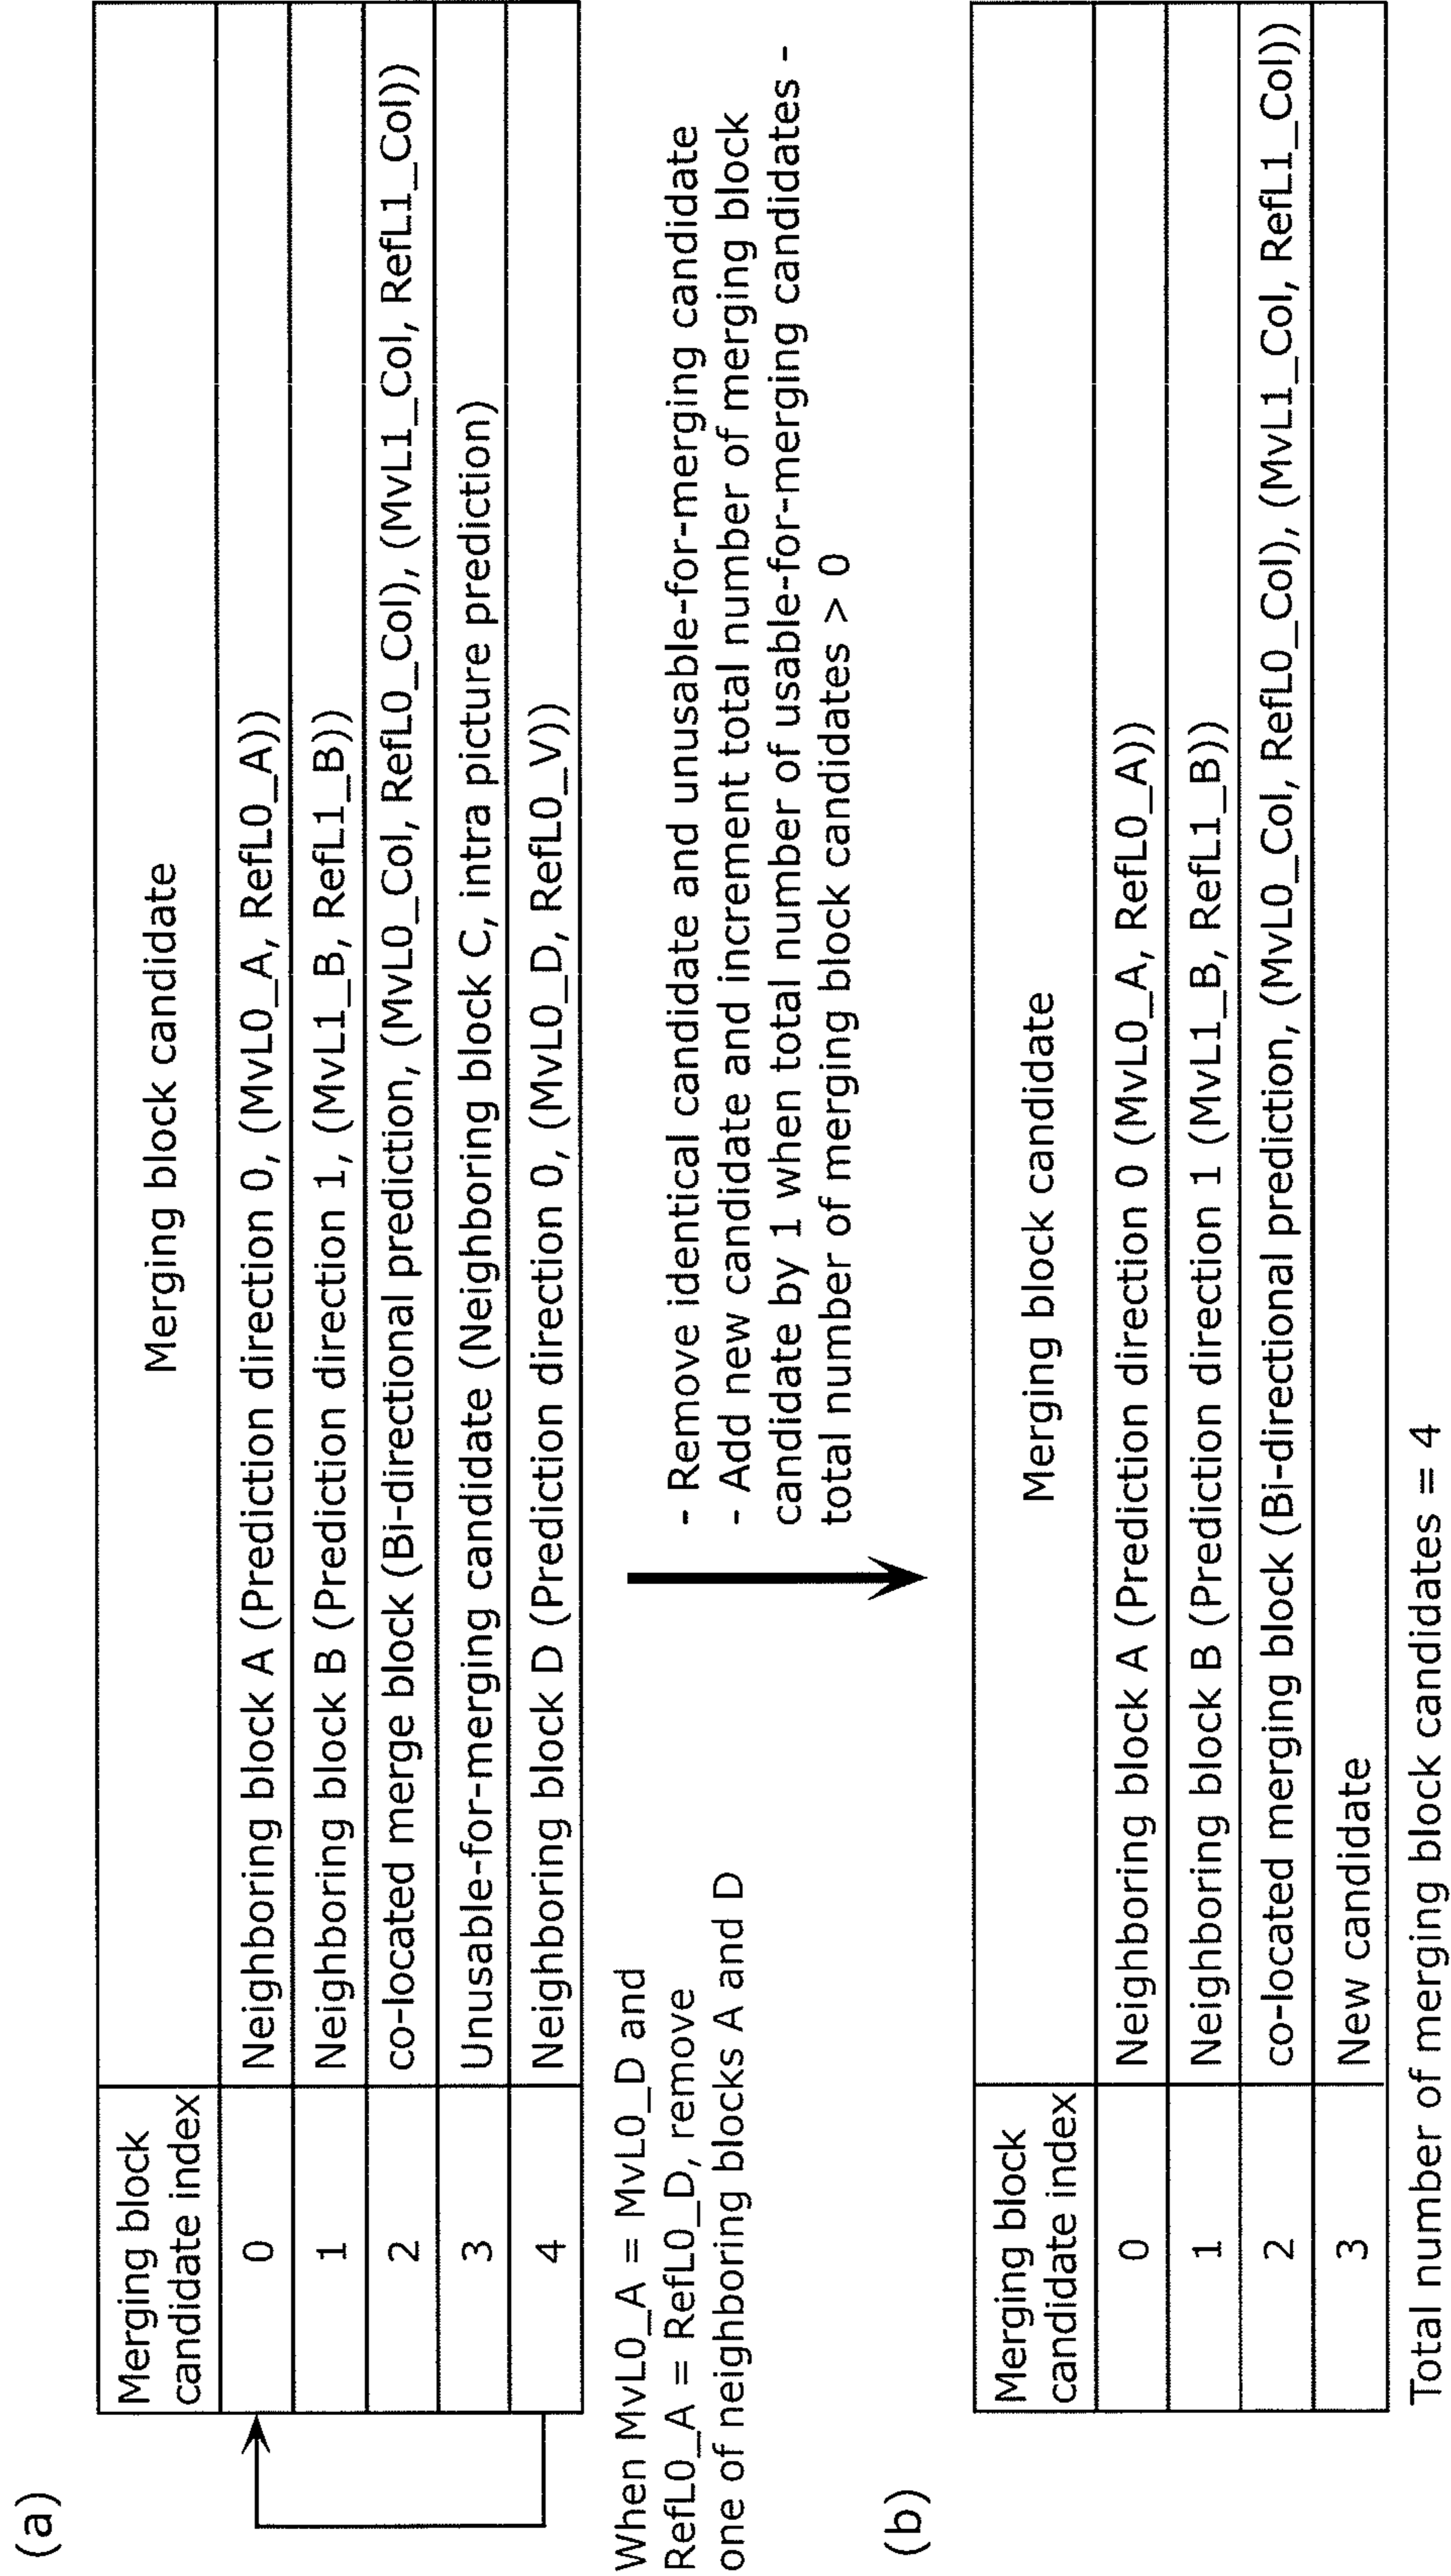 (a)
Merging block
candidate index
Merging block candidate
0
Neighboring block A (Prediction direction 0, (MvL0_A, RefL0_A))
1
Neighboring block B (Prediction direction 1, (MvL1_B, RefL1_B))
2
co-located merge block (Bi-directional prediction, (MvL0_Col, RefL0_Col), (MvL1_Col, RefL1_Col))
3
Unusable-for-merging candidate (Neighboring block C, intra picture prediction)
4
Neighboring block D (Prediction direction 0, (MvL0_D, RefL0_V))
When MvL0_A = MvL0_D and
RefL0_A = RefL0_D, remove
one of neighboring blocks A and D
- Remove identical candidate and unusable-for-merging candidate
- Add new candidate and increment total number of merging block
candidate by 1 when total number of usable-for-merging candidates -
total number of merging block candidates > 0
(b)
Merging block
candidate index
Merging block candidate
0
Neighboring block A (Prediction direction 0 (MvL0_A, RefL0_A))
1
Neighboring block B (Prediction direction 1 (MvL1_B, RefL1_B))
2
co-located merging block (Bi-directional prediction, (MvL0_Col, RefL0_Col), (MvL1_Col, RefL1_Col))
3
New candidate
Total number of merging block candidates = 4